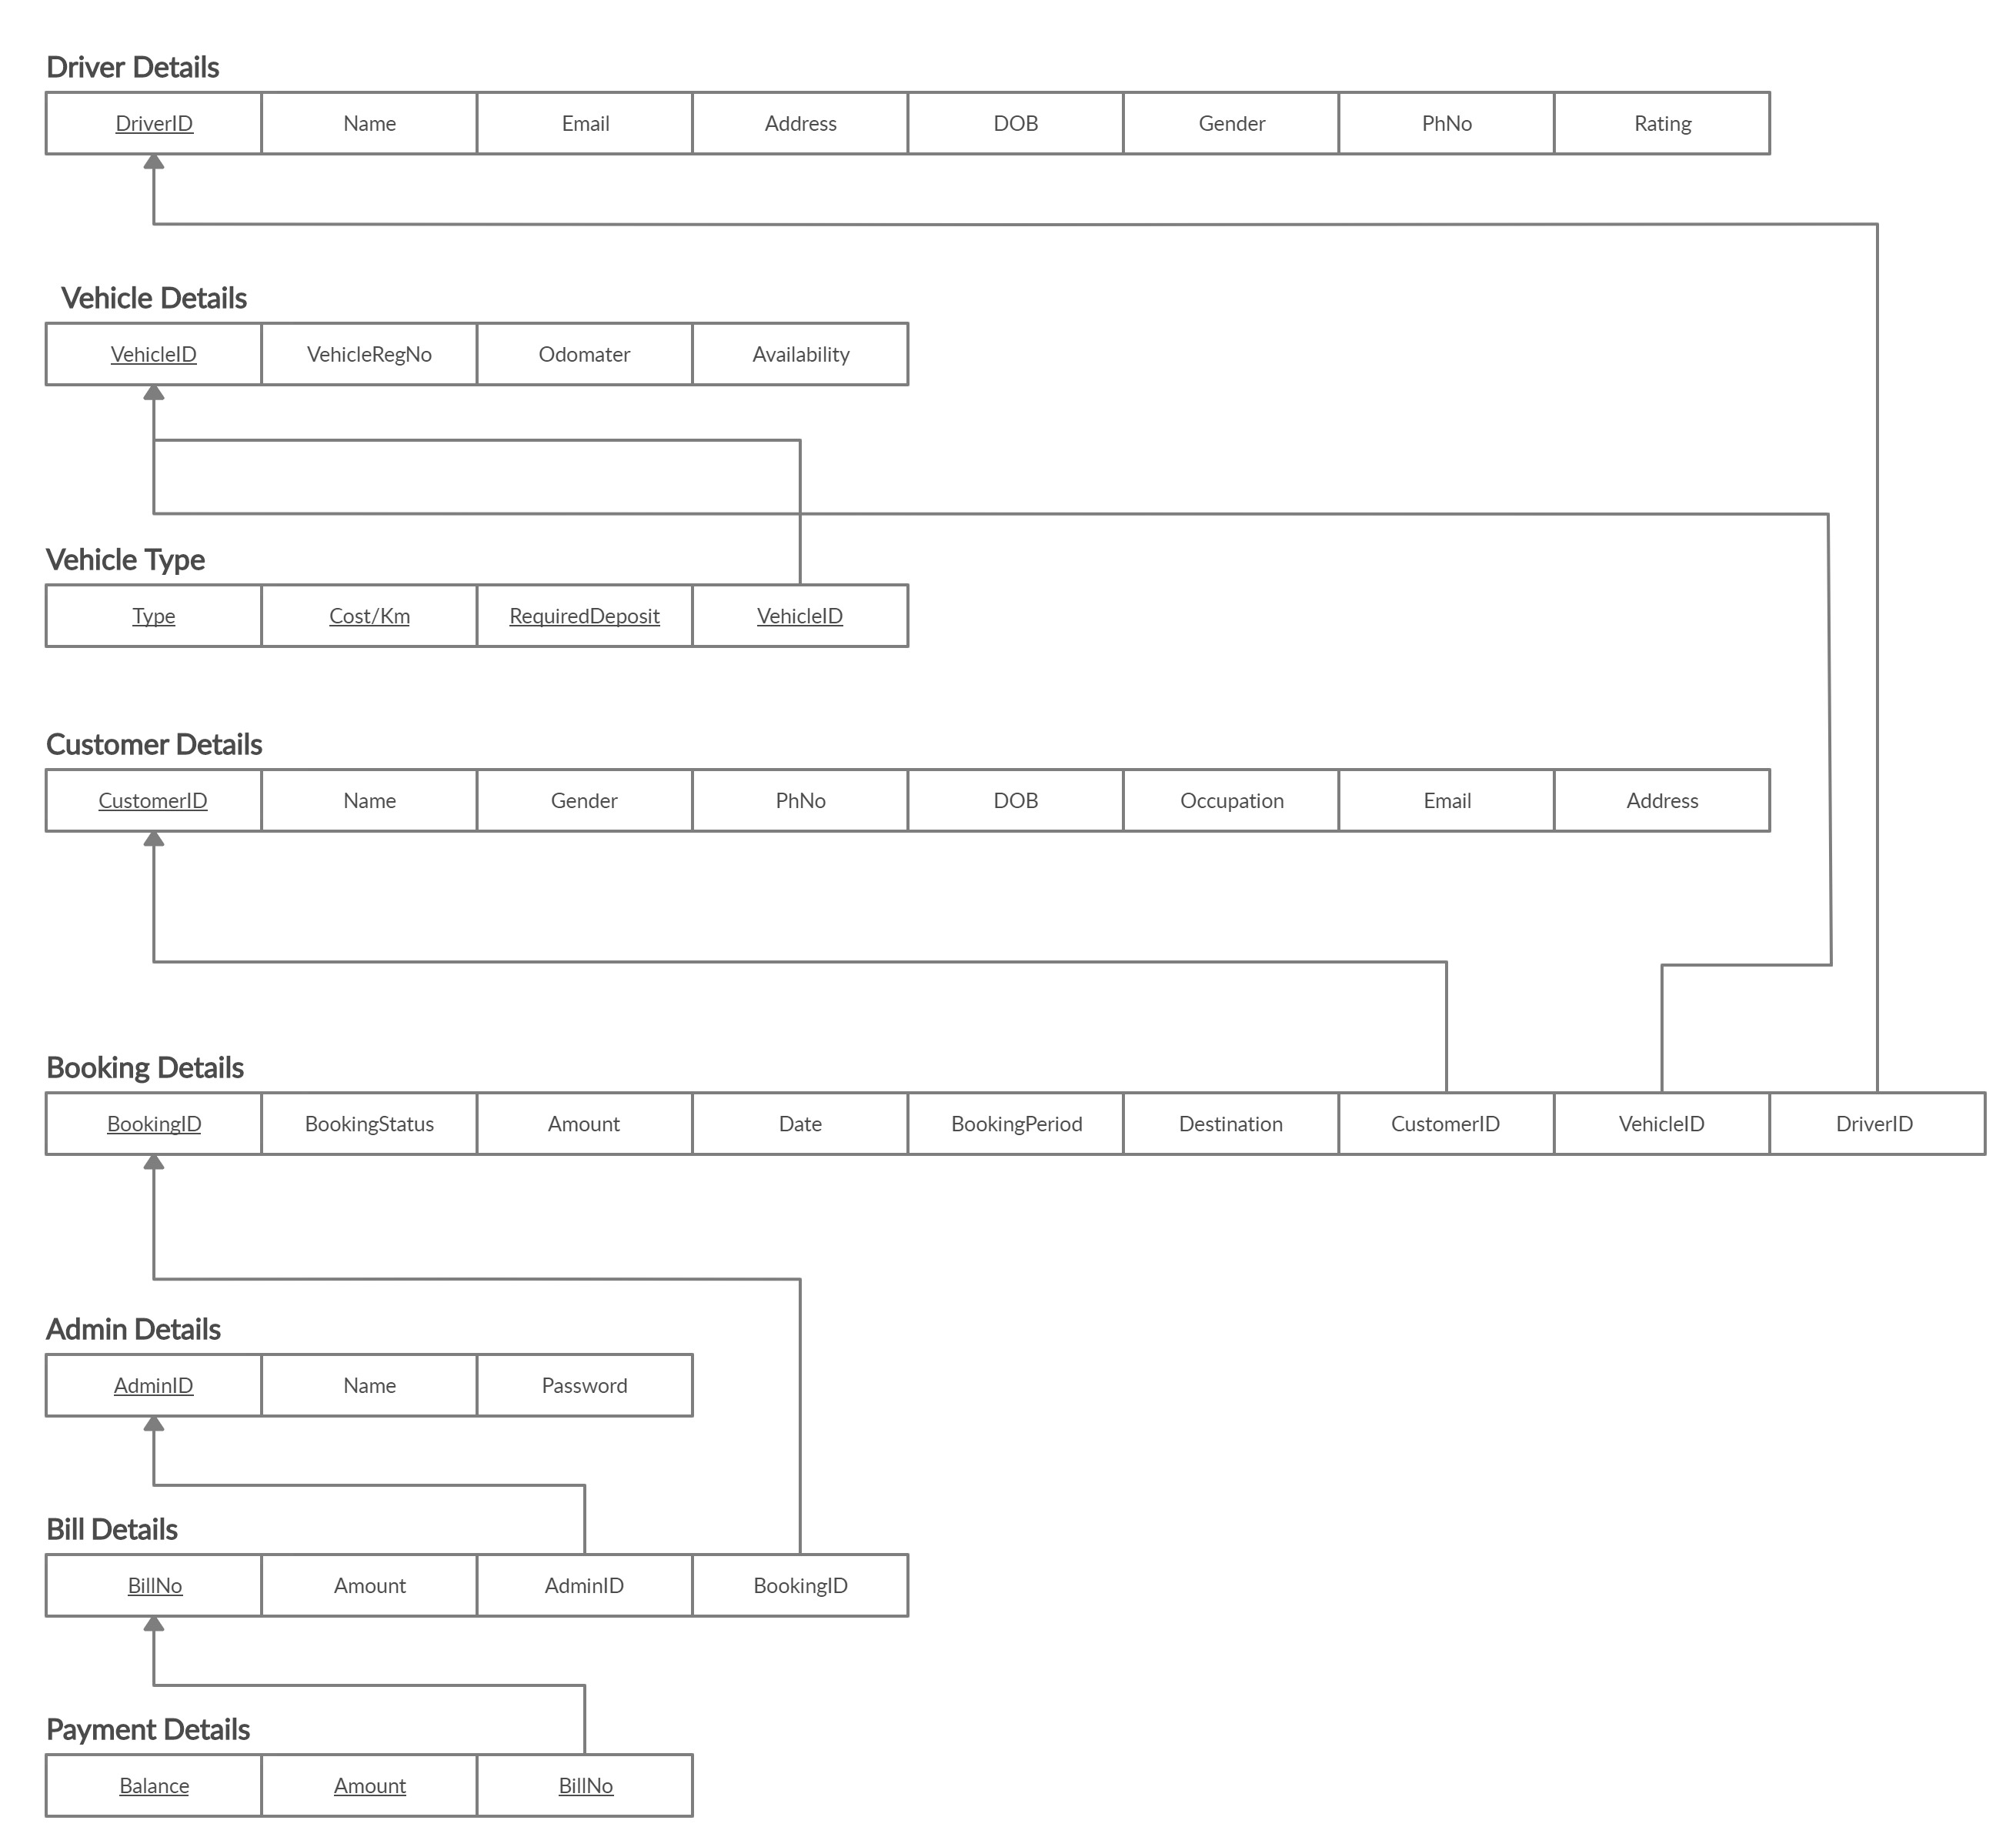 Driver Details
DriverID Name Email Address DOB Gender PhNo Rating
Vehicle Details
VehicleID VehicleRegNo Odomater Availability
Vehicle Type
Type Cost/Km RequiredDeposit VehicleID
Customer Details
CustomerID Name Gender PhNo DOB Occupation Email Address
Booking Details
BookingID BookingStatus Amount Date BookingPeriod Destination CustomerID VehicleID DriverID
Admin Details
AdminID Name Password
Bill Details
BillNo Amount AdminID BookingID
Payment Details
Balance Amount BillNo